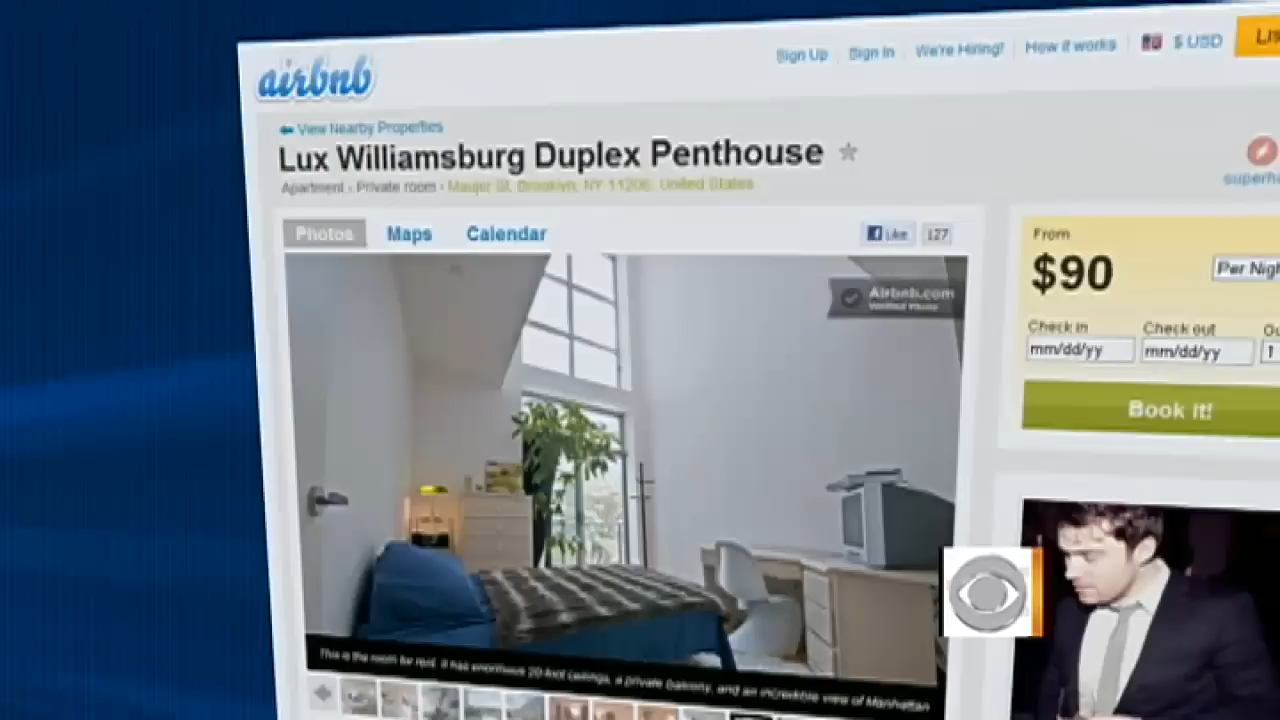 airbnb
Sign Up Sign In We're Hiring! How it works $ USD
View Nearby Properties
Lux Williamsburg Duplex Penthouse
Apartment - Private room - Maujer St, Brooklyn, NY 11206, United States
Photos Maps Calendar
Like 127
From
$90
Airbnb.com
Check in Check out
mm/dd/yy mm/dd/yy 1
Book it!
This is the room for rent. It has enormous 20-foot ceilings, a private balcony, and an incredible view of Manhattan